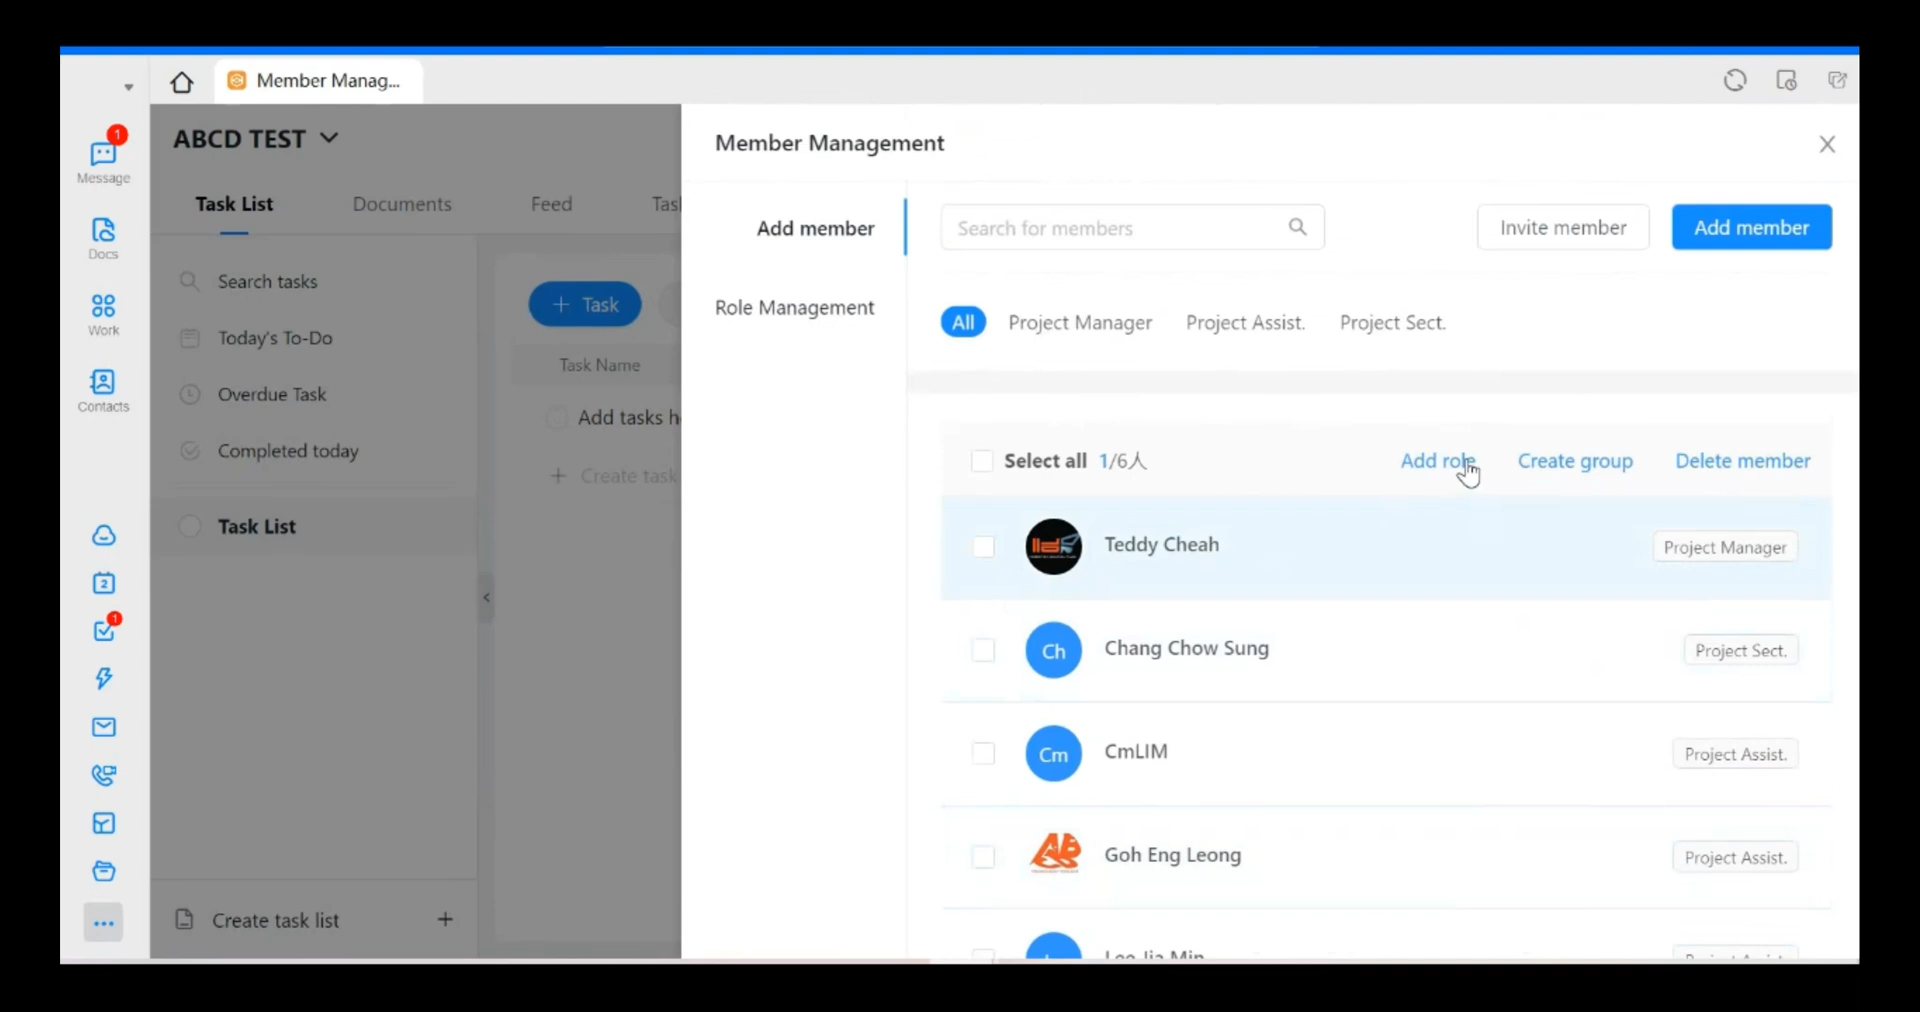 Member Manag...
1
Message
Docs
Work
Contacts
2
1
ABCD TEST
Task List
Documents
Feed
Search tasks
Today's To-Do
Overdue Task
Completed today
Task List
Create task list +
+ Task
Task Name
Add tasks
+ Create task
Member Management
Add member
Role Management
Search for members
Invite member
Add member
All
Project Manager
Project Assist.
Project Sect.
Select all 1/6人
Add role
Create group
Delete member
Teddy Cheah
Project Manager
Ch
Chang Chow Sung
Project Sect.
Cm
CmLIM
Project Assist.
AB
Goh Eng Leong
Project Assist.